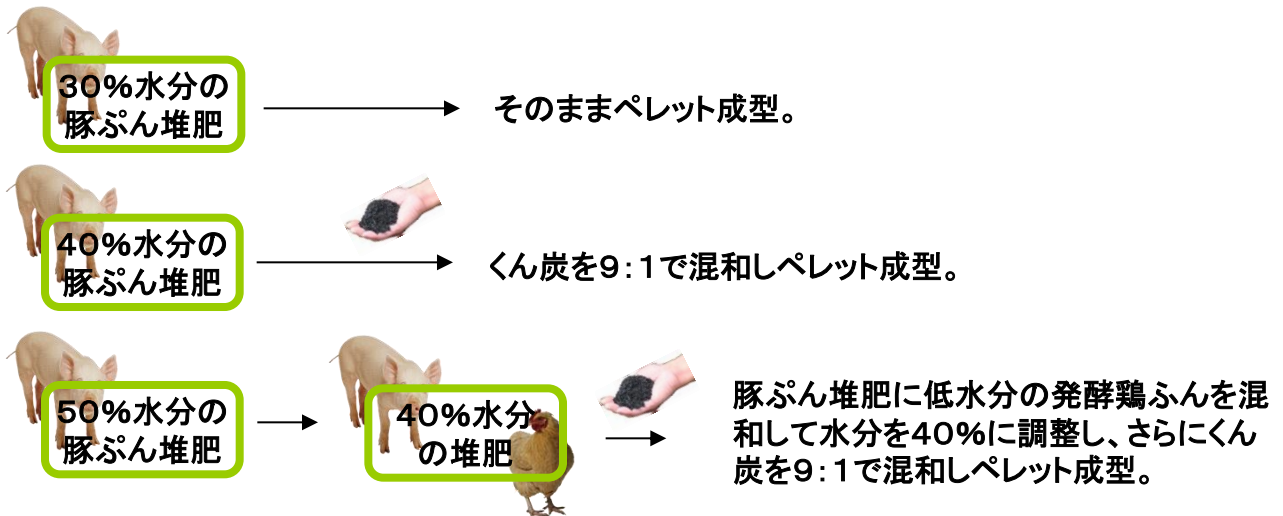 30%水分の
豚ぷん堆肥
そのままペレット成型。
40%水分の
豚ぷん堆肥
くん炭を9:1で混和しペレット成型。
50%水分の
豚ぷん堆肥
40%水分
の堆肥
豚ぷん堆肥に低水分の発酵鶏ふんを混
和して水分を40%に調整し、さらにくん
炭を9:1で混和しペレット成型。